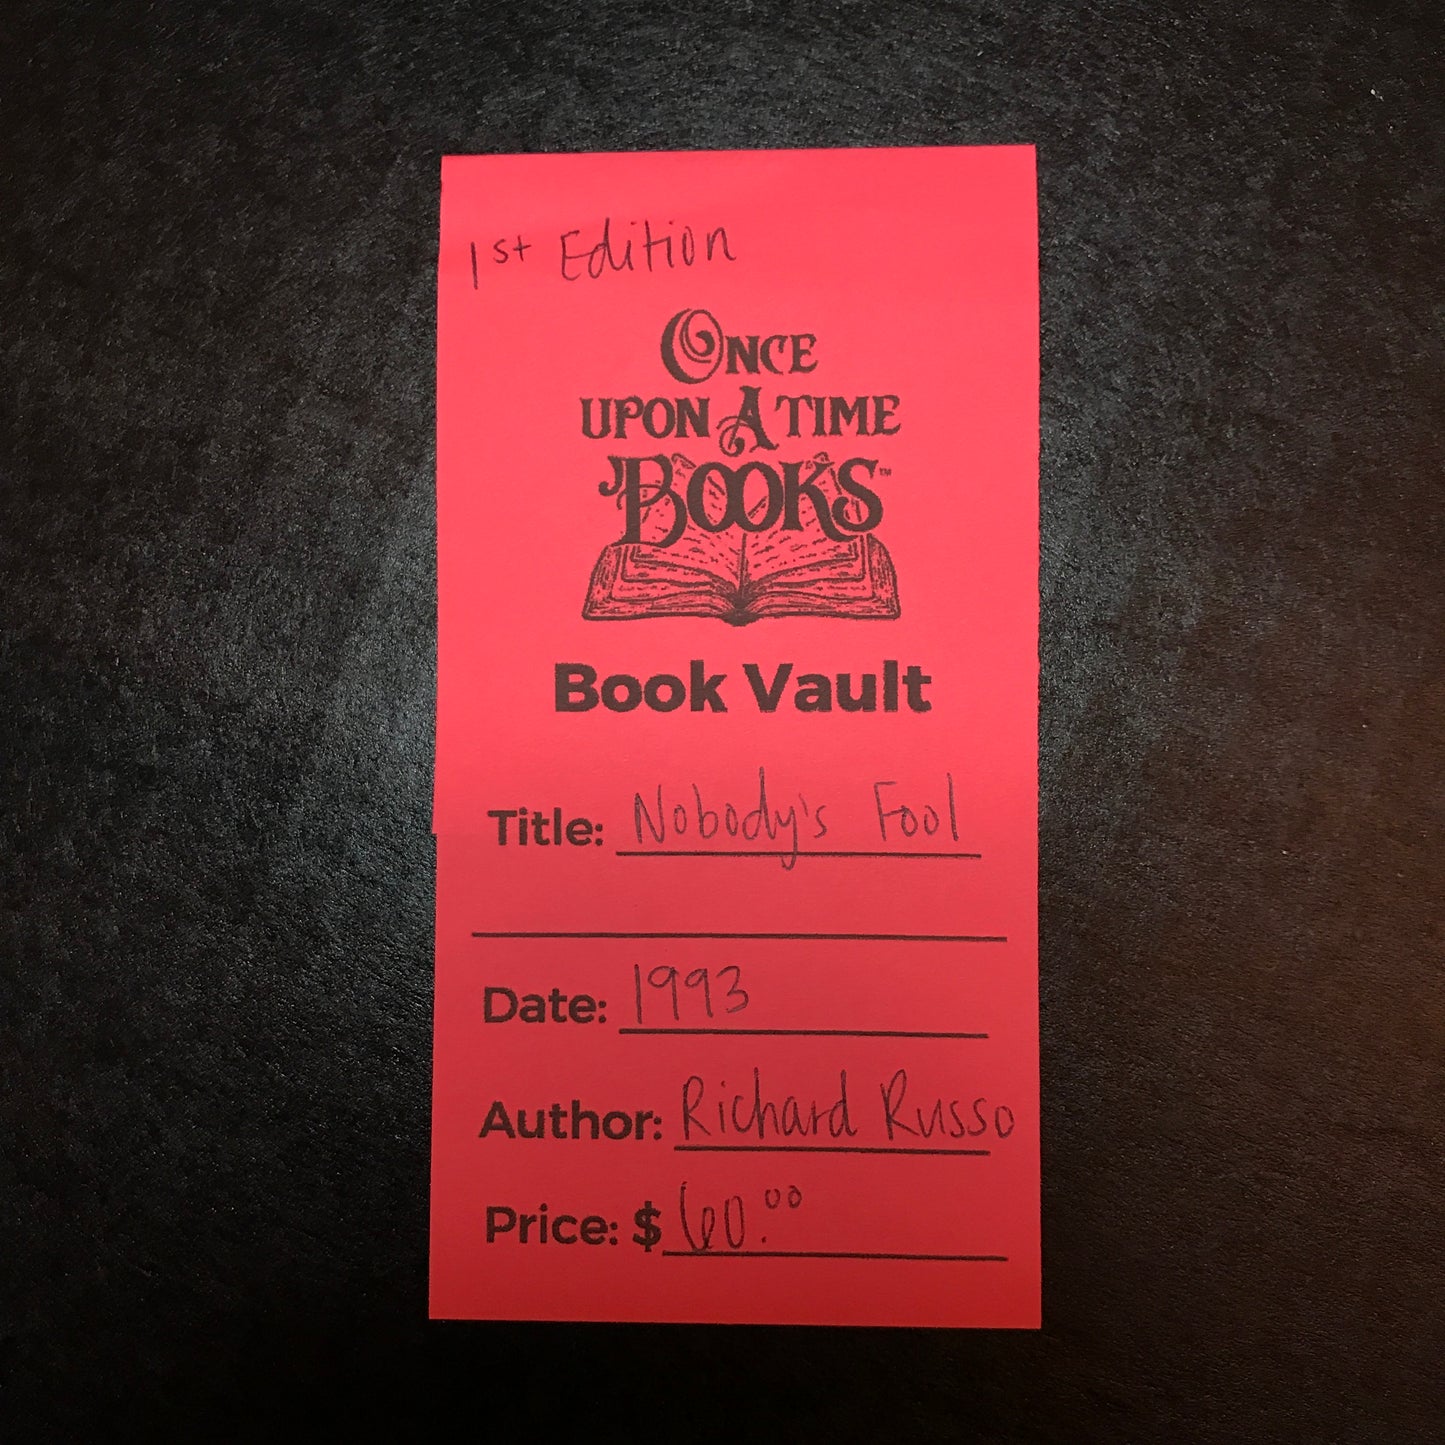 1st Edition
ONCE
UPON A TIME
BOOKS™
Book Vault
Title: Nobody's Fool
Date: 1993
Author: Richard Russo
Price: $60.00